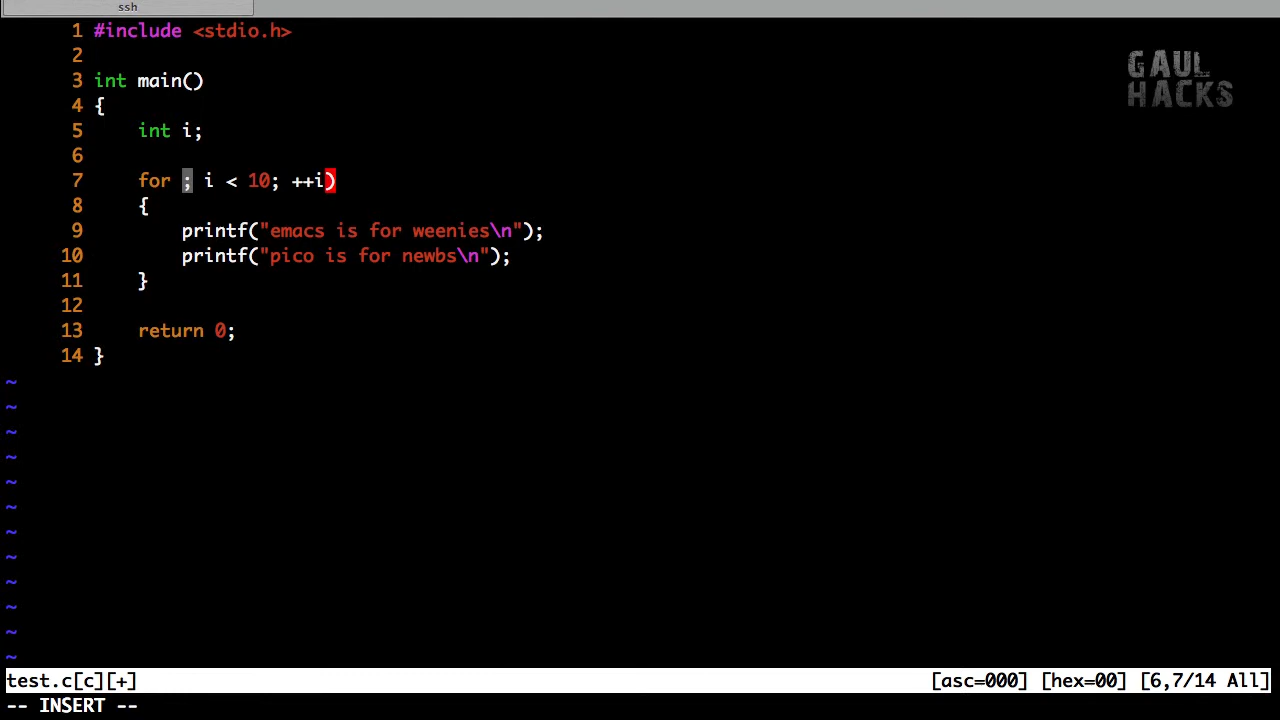 ssh
1 #include <stdio.h>
2
3 int main()
4 {
5     int i;
6
7     for ; i < 10; ++i)
8     {
9         printf("emacs is for weenies\n");
10         printf("pico is for newbs\n");
11     }
12
13     return 0;
14 }
~
~
~
~
~
~
~
~
~
~
~
~
GAUL
HACKS
test.c[c][+] [asc=000] [hex=00] [6,7/14 All]
-- INSERT --